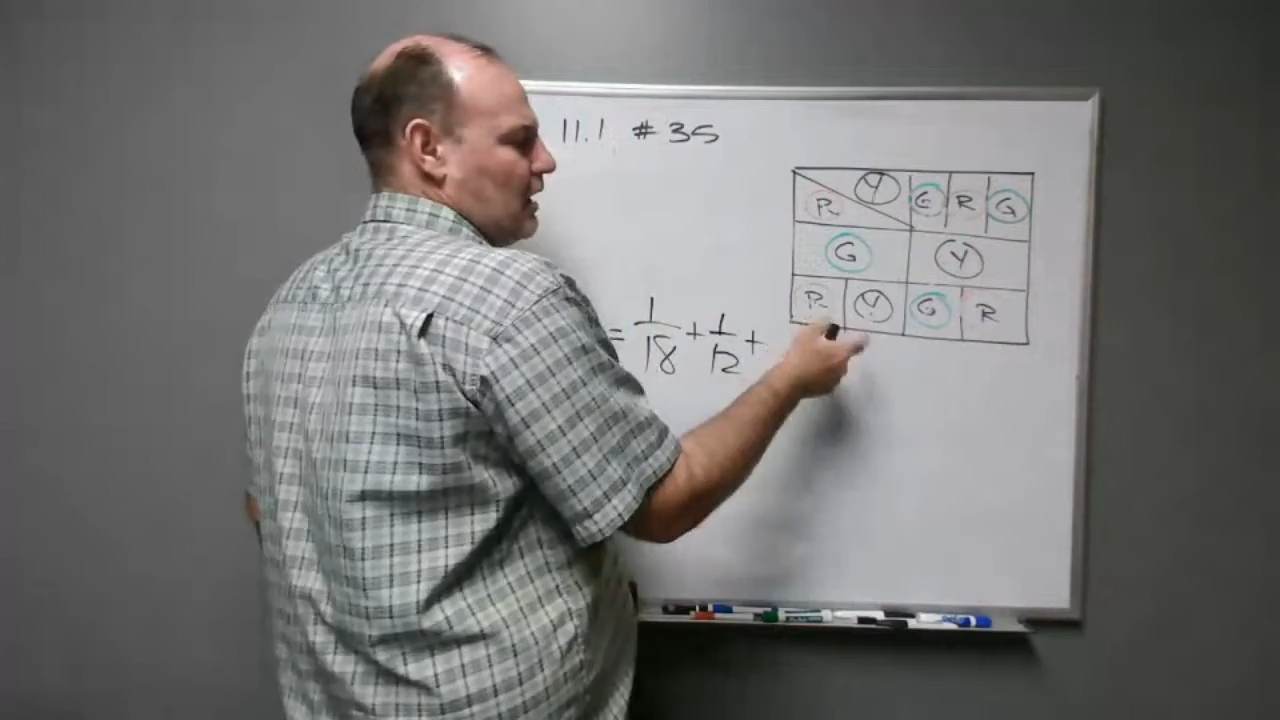 11.1 # 35
Y G R G
R
G Y
R Y G R
= 1/18 + 1/12 +